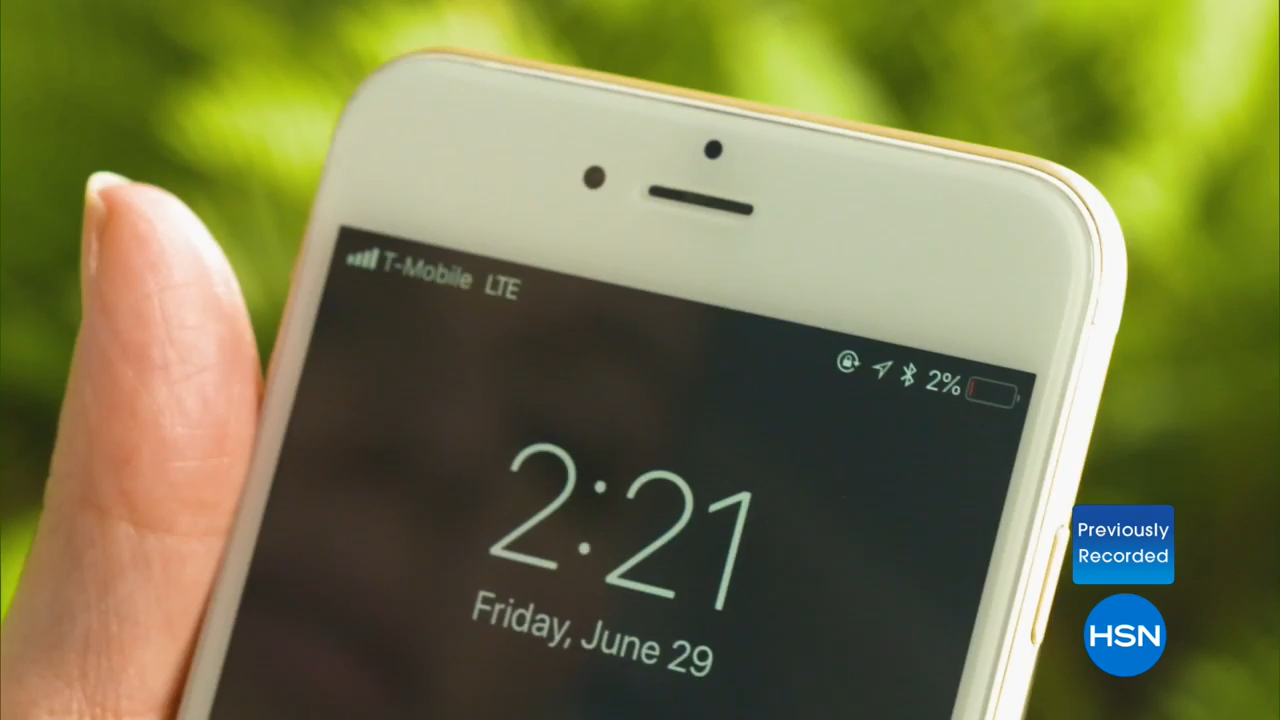 T-Mobile LTE
2%
2:21
Friday, June 29
Previously
Recorded
HSN